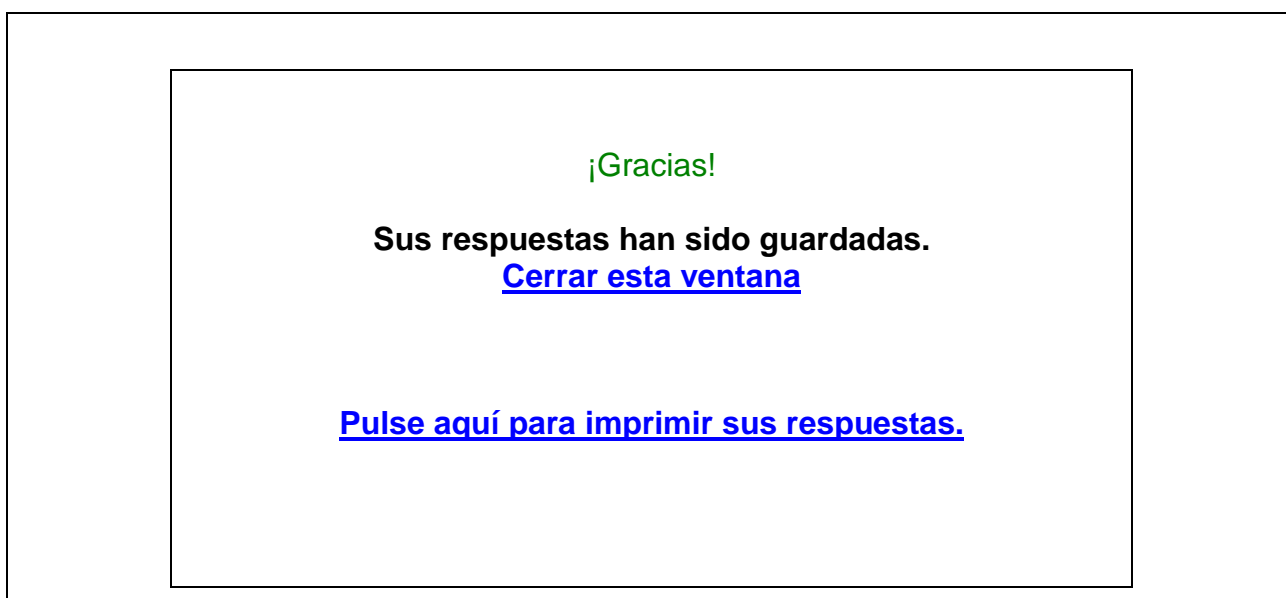 ¡Gracias!
Sus respuestas han sido guardadas.
Cerrar esta ventana
Pulse aquí para imprimir sus respuestas.